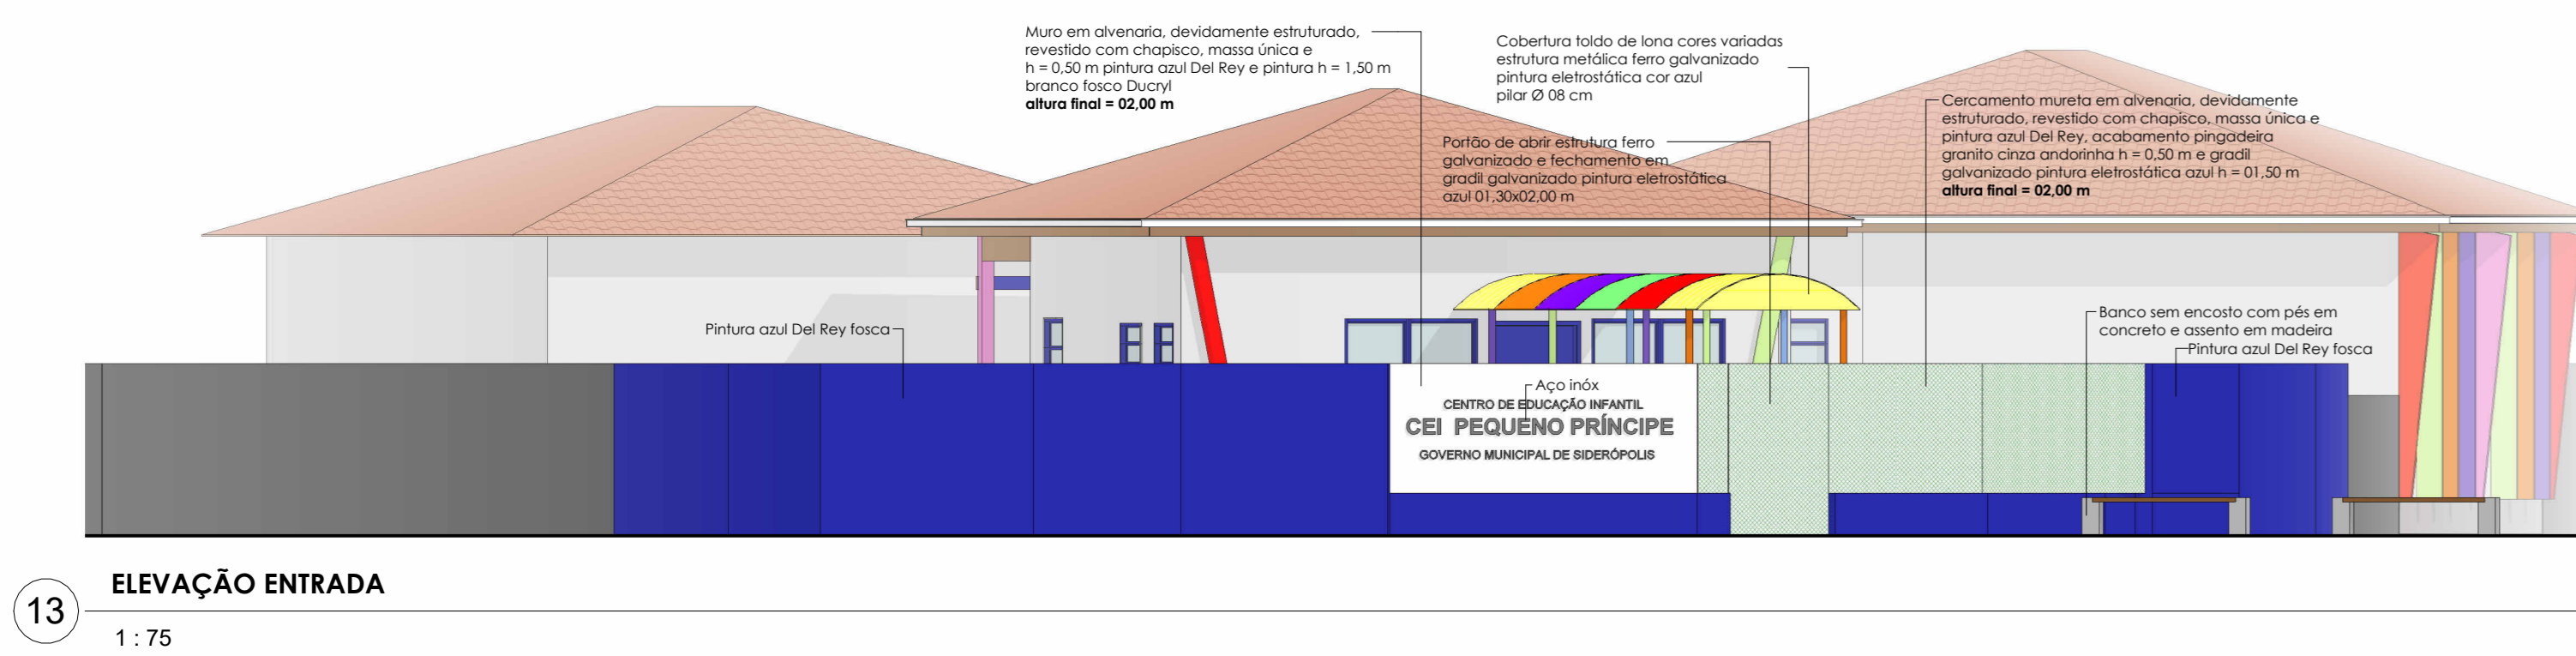 Muro em alvenaria, devidamente estruturado,
revestido com chapisco, massa única e
h = 0,50 m pintura azul Del Rey e pintura h = 1,50 m
branco fosco Ducryl
altura final = 02,00 m
Cobertura toldo de lona cores variadas
estrutura metálica ferro galvanizado
pintura eletrostática cor azul
pilar Ø 08 cm
Portão de abrir estrutura ferro
galvanizado e fechamento em
gradil galvanizado pintura eletrostática
azul 01,30x02,00 m
Cercamento mureta em alvenaria, devidamente
estruturado, revestido com chapisco, massa única e
pintura azul Del Rey, acabamento pingadeira
granito cinza andorinha h = 0,50 m e gradil
galvanizado pintura eletrostática azul h = 01,50 m
altura final = 02,00 m
Pintura azul Del Rey fosca
Banco sem encosto com pés em
concreto e assento em madeira
Pintura azul Del Rey fosca
Aço inóx
CENTRO DE EDUCAÇÃO INFANTIL
CEI PEQUENO PRÍNCIPE
GOVERNO MUNICIPAL DE SIDERÓPOLIS
13
ELEVAÇÃO ENTRADA
1 : 75